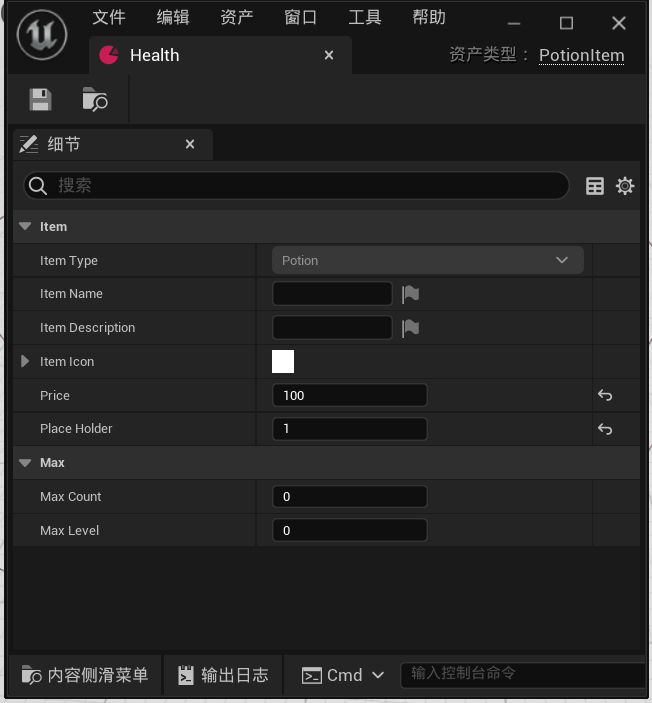 文件 编辑 资产 窗口 工具 帮助
Health
资产类型： PotionItem
细节
搜索
Item
Item Type Potion
Item Name
Item Description
Item Icon
Price 100
Place Holder 1
Max
Max Count 0
Max Level 0
内容侧滑菜单 输出日志 Cmd 输入控制台命令